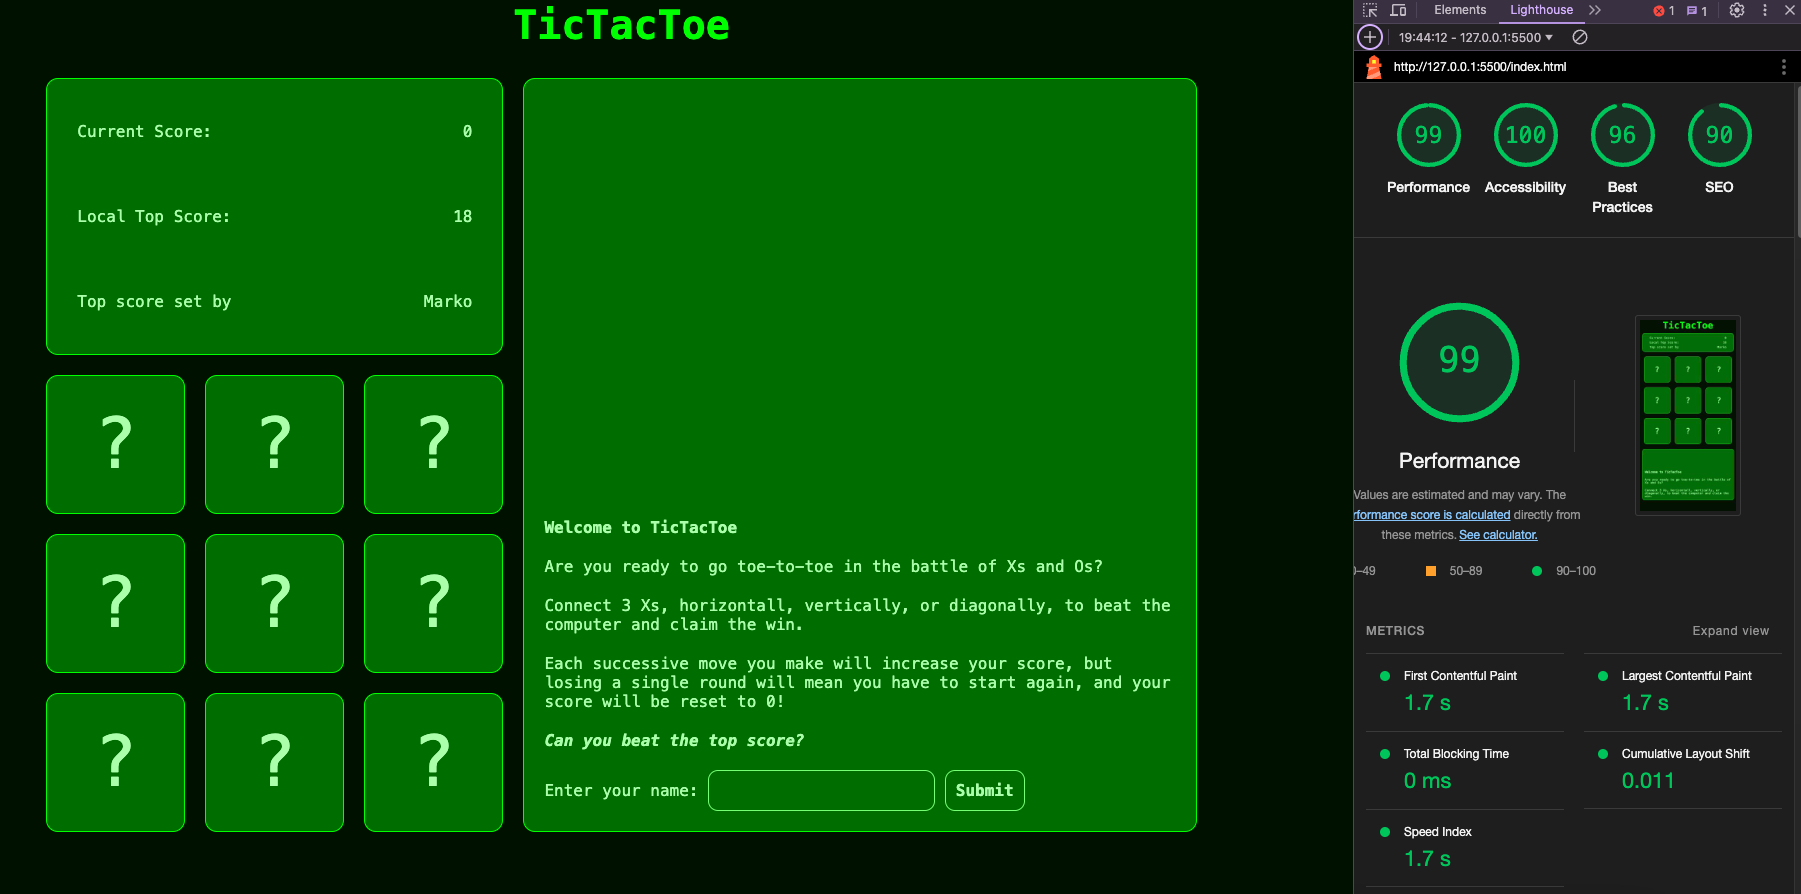 TicTacToe
Current Score: 0
Local Top Score: 18
Top score set by Marko
? ? ?
? ? ?
? ? ?
Welcome to TicTacToe
Are you ready to go toe-to-toe in the battle of Xs and Os?
Connect 3 Xs, horizontall, vertically, or diagonally, to beat the
computer and claim the win.
Each successive move you make will increase your score, but
losing a single round will mean you have to start again, and your
score will be reset to 0!
Can you beat the top score?
Enter your name: Submit
Elements Lighthouse 1 1
19:44:12 - 127.0.0.1:5500
http://127.0.0.1:5500/index.html
99 100 96 90
Performance Accessibility Best Practices SEO
99
TicTacToe
? ? ?
? ? ?
? ? ?
Performance
Values are estimated and may vary. The
rformance score is calculated directly from
these metrics. See calculator.
–49 50–89 90–100
METRICS Expand view
First Contentful Paint
1.7 s
Largest Contentful Paint
1.7 s
Total Blocking Time
0 ms
Cumulative Layout Shift
0.011
Speed Index
1.7 s